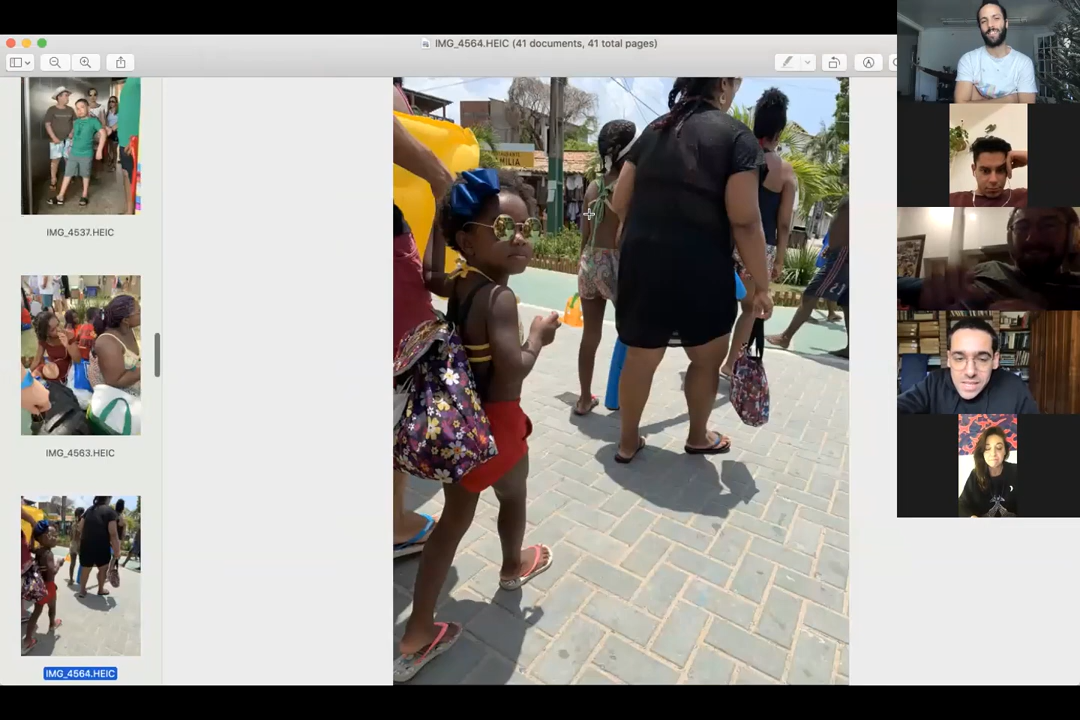 IMG_4564.HEIC (41 documents, 41 total pages)
IMG_4537.HEIC
IMG_4563.HEIC
IMG_4564.HEIC